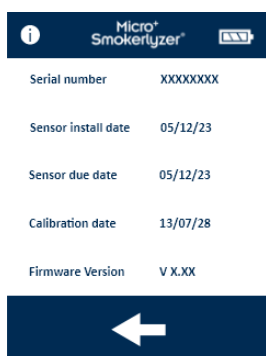 i
Micro+
Smokerlyzer®
Serial number XXXXXXXX
Sensor install date 05/12/23
Sensor due date 05/12/23
Calibration date 13/07/28
Firmware Version V X.XX